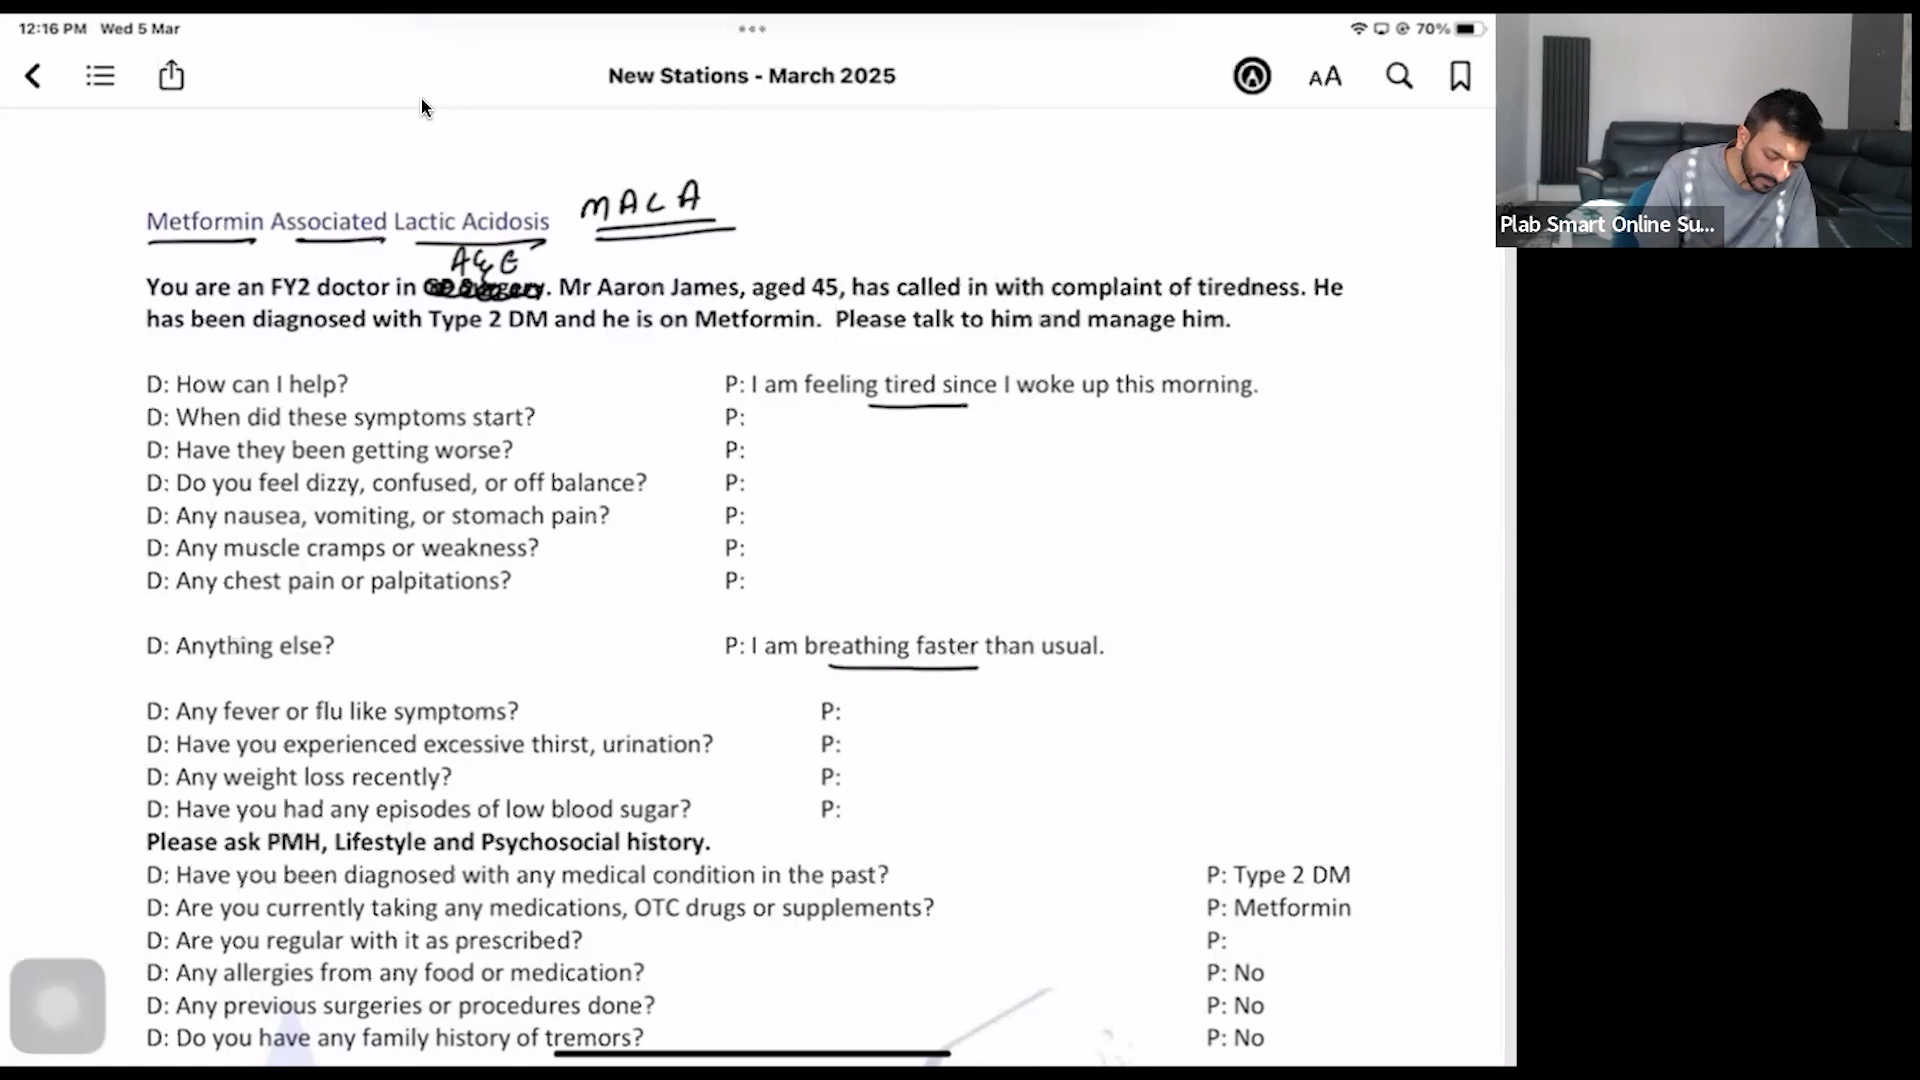 12:16 PM Wed 5 Mar
70%
New Stations - March 2025
AA
Plab Smart Online Su...
Metformin Associated Lactic Acidosis MALA
A&E
You are an FY2 doctor in . Mr Aaron James, aged 45, has called in with complaint of tiredness. He
has been diagnosed with Type 2 DM and he is on Metformin. Please talk to him and manage him.
D: How can I help? P: I am feeling tired since I woke up this morning.
D: When did these symptoms start? P:
D: Have they been getting worse? P:
D: Do you feel dizzy, confused, or off balance? P:
D: Any nausea, vomiting, or stomach pain? P:
D: Any muscle cramps or weakness? P:
D: Any chest pain or palpitations? P:
D: Anything else? P: I am breathing faster than usual.
D: Any fever or flu like symptoms? P:
D: Have you experienced excessive thirst, urination? P:
D: Any weight loss recently? P:
D: Have you had any episodes of low blood sugar? P:
Please ask PMH, Lifestyle and Psychosocial history.
D: Have you been diagnosed with any medical condition in the past? P: Type 2 DM
D: Are you currently taking any medications, OTC drugs or supplements? P: Metformin
D: Are you regular with it as prescribed? P:
D: Any allergies from any food or medication? P: No
D: Any previous surgeries or procedures done? P: No
D: Do you have any family history of tremors? P: No